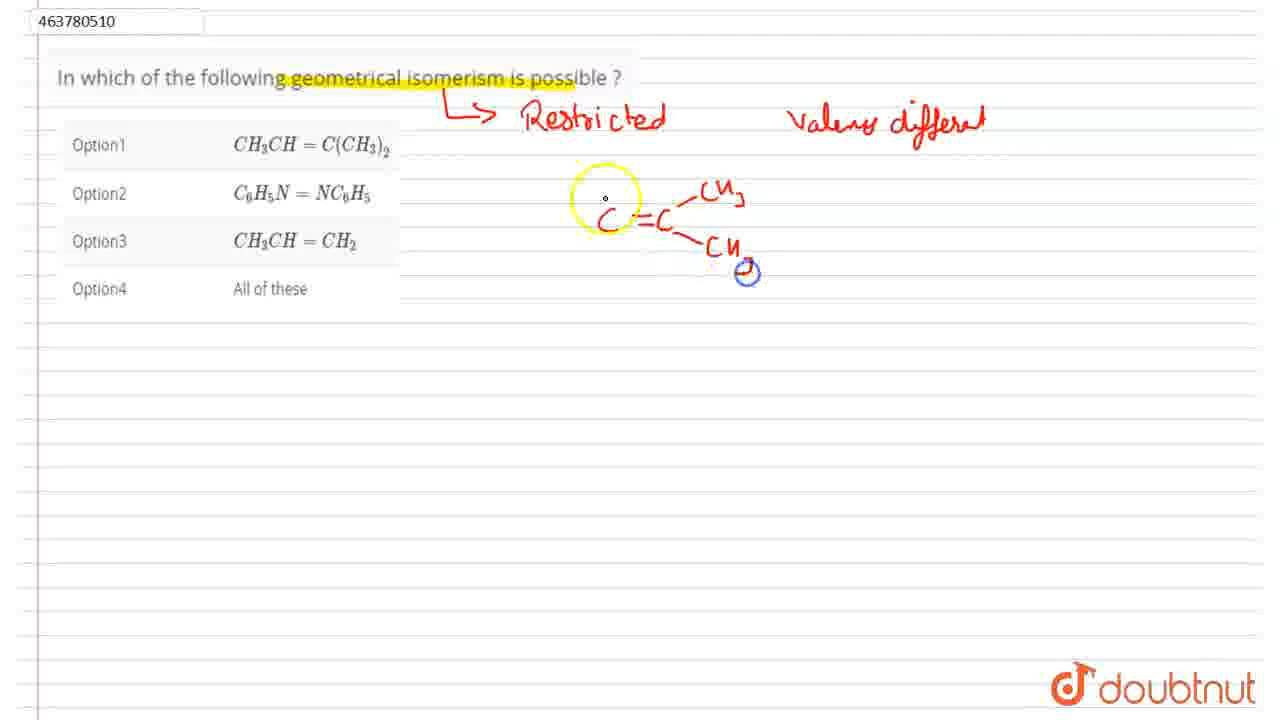 463780510
In which of the following geometrical isomerism is possible ?
Restricted
Valency different
Option1 CH₃CH = C(CH₃)₂
Option2 C₆H₅N = NC₆H₅
Option3 CH₃CH = CH₂
Option4 All of these
CH₃
C = C
CH₃
doubtnut